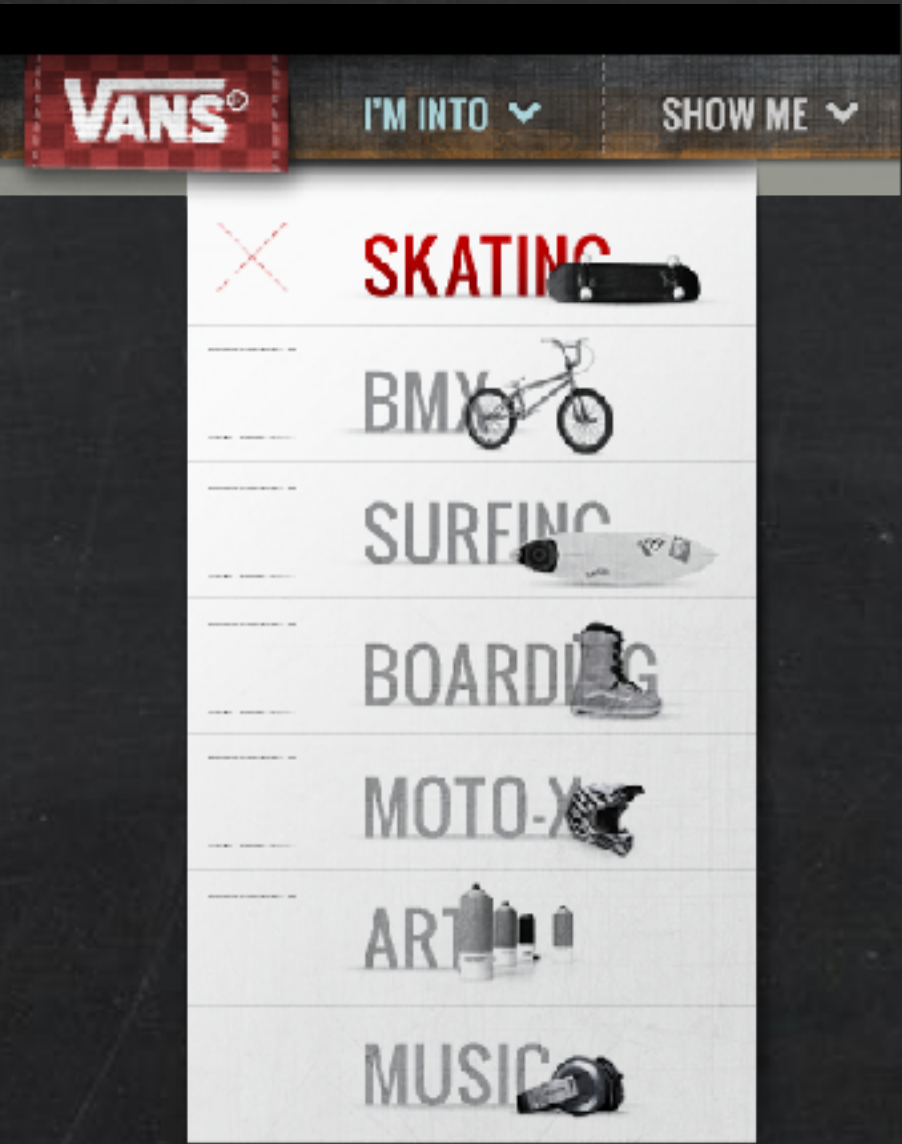 VANS
I'M INTO
SHOW ME
SKATING
BMX
SURFING
BOARDING
MOTO-X
ART
MUSIC